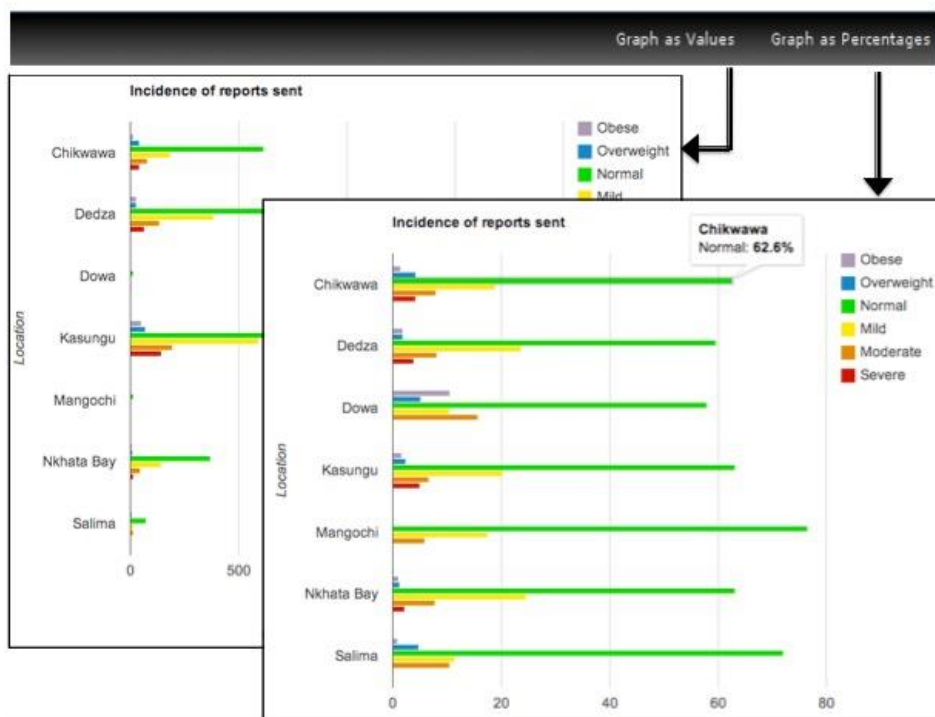 Graph as Values Graph as Percentages
Incidence of reports sent
Obese
Overweight
Normal
Mild
Chikwawa
Dedza
Dowa
Kasungu
Mangochi
Nkhata Bay
Salima
Location
0 500
Incidence of reports sent
Chikwawa
Normal: 62.6%
Obese
Overweight
Normal
Mild
Moderate
Severe
Chikwawa
Dedza
Dowa
Kasungu
Mangochi
Nkhata Bay
Salima
Location
0 20 40 60 80